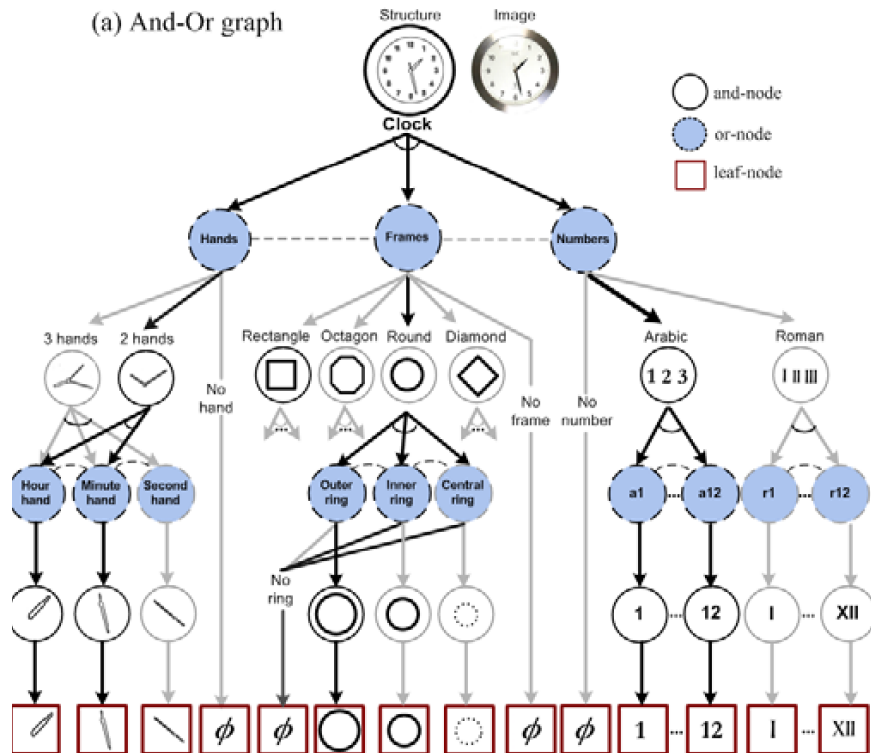 (a) And-Or graph
Structure
Image
Clock
and-node
or-node
leaf-node
Hands
Frames
Numbers
3 hands
2 hands
No
hand
Rectangle
Octagon
Round
Diamond
No
frame
No
number
Arabic
Roman
1 2 3
I II III
...
...
...
Hour
hand
Minute
hand
Second
hand
Outer
ring
Inner
ring
Central
ring
a1
...
a12
r1
...
r12
No
ring
1
...
12
I
...
XII
ϕ
ϕ
ϕ
ϕ
1
...
12
I
...
XII